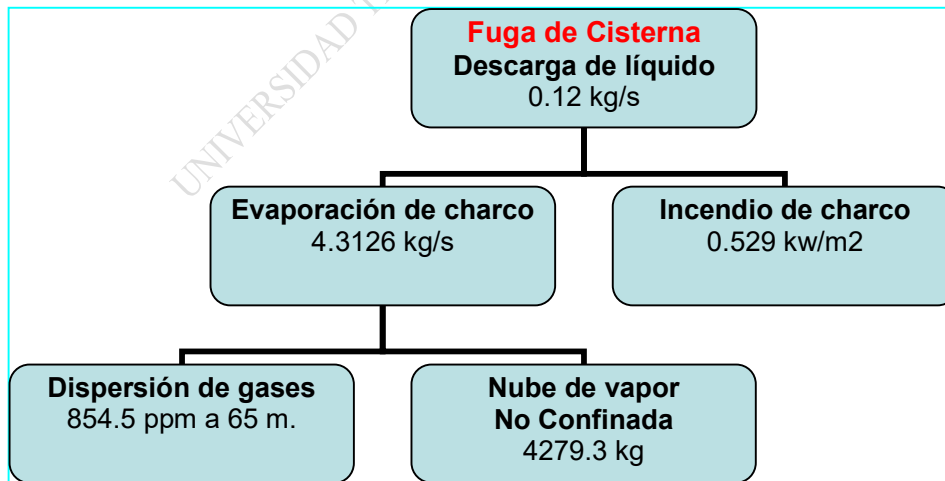 UNIVERSIDAD
Fuga de Cisterna
Descarga de líquido
0.12 kg/s
Evaporación de charco
4.3126 kg/s
Incendio de charco
0.529 kw/m2
Dispersión de gases
854.5 ppm a 65 m.
Nube de vapor
No Confinada
4279.3 kg